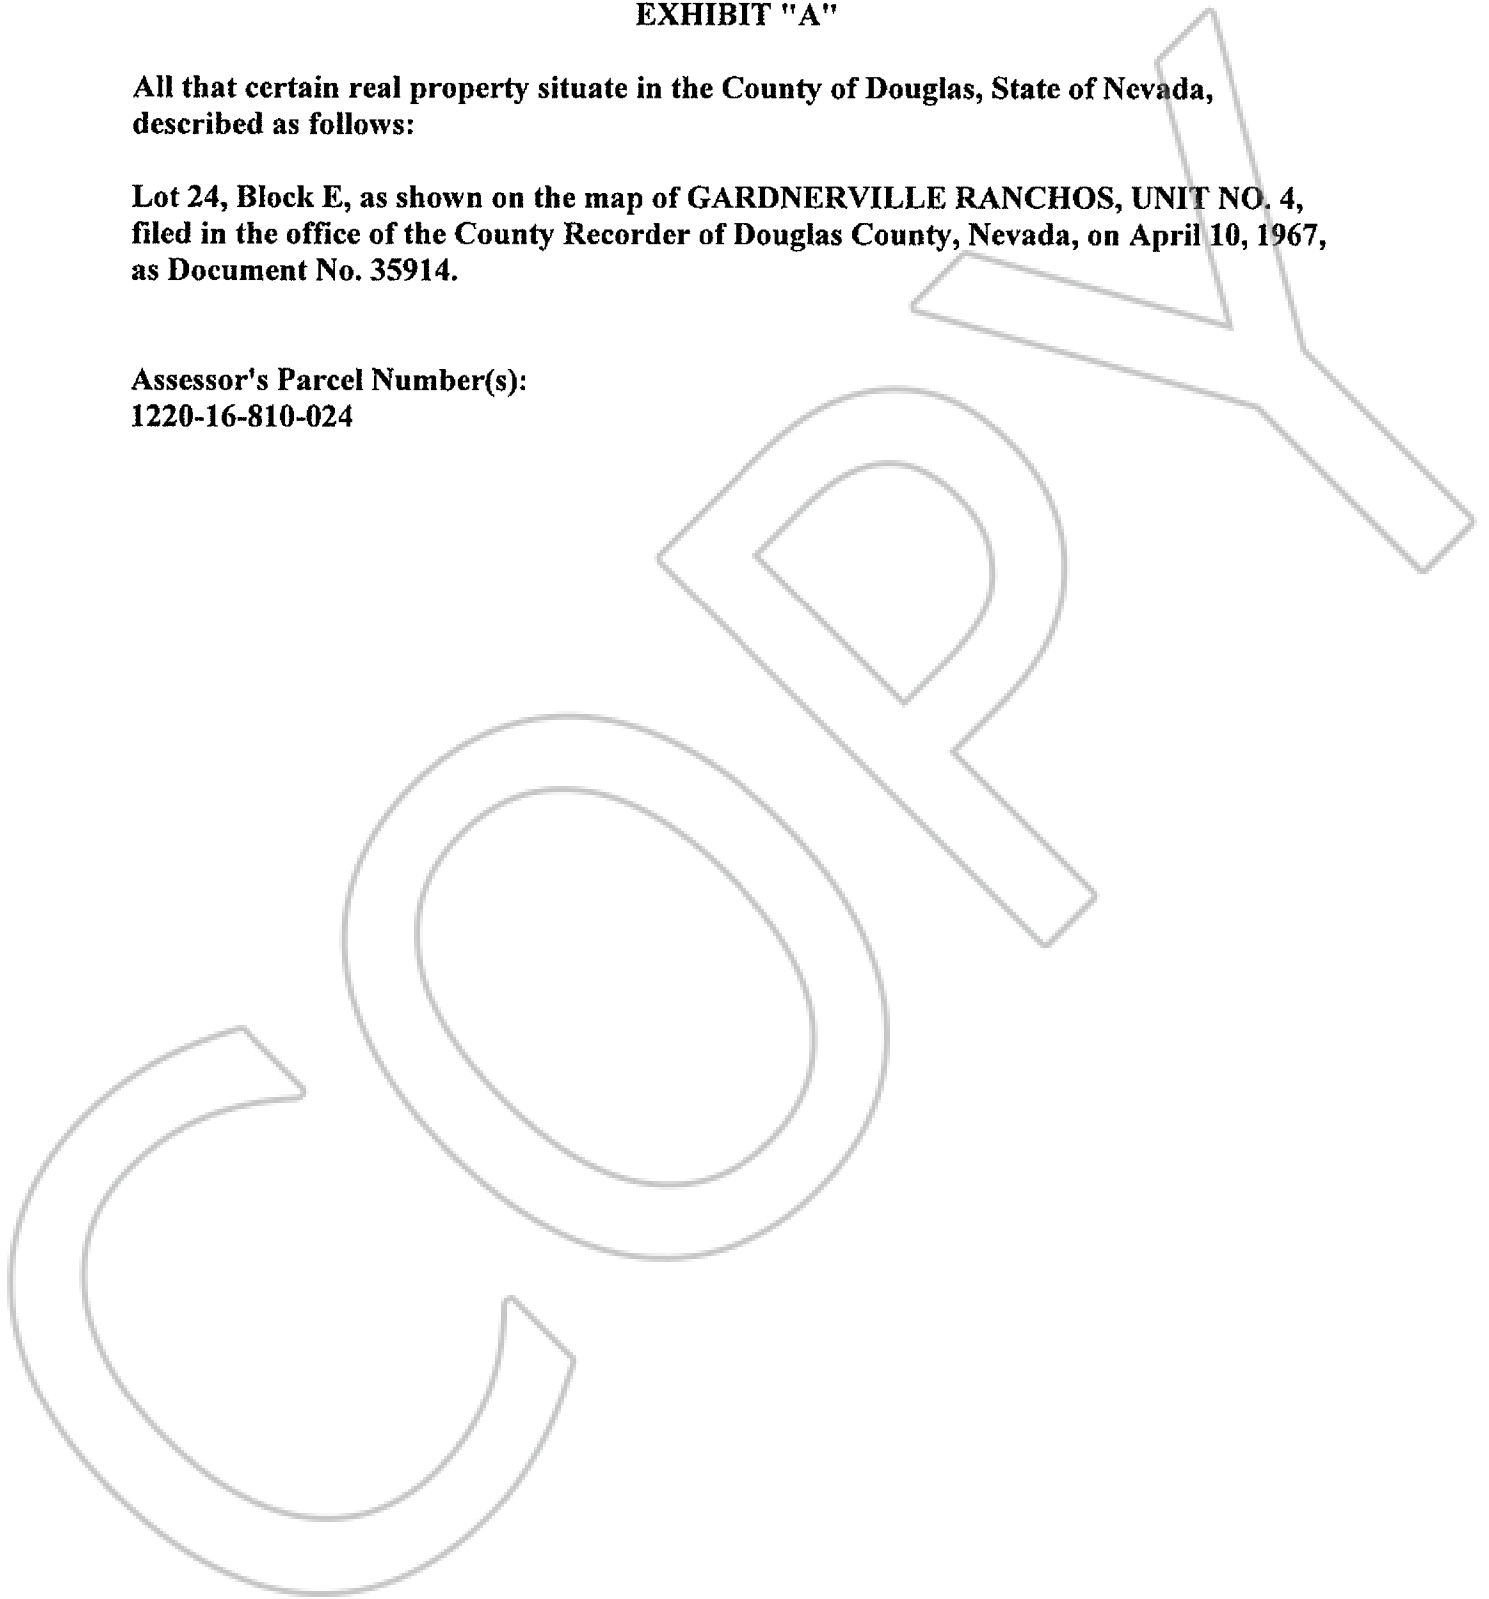 EXHIBIT "A"
All that certain real property situate in the County of Douglas, State of Nevada,
described as follows:
Lot 24, Block E, as shown on the map of GARDNERVILLE RANCHOS, UNIT NO. 4,
filed in the office of the County Recorder of Douglas County, Nevada, on April 10, 1967,
as Document No. 35914.
Assessor's Parcel Number(s):
1220-16-810-024
COPY